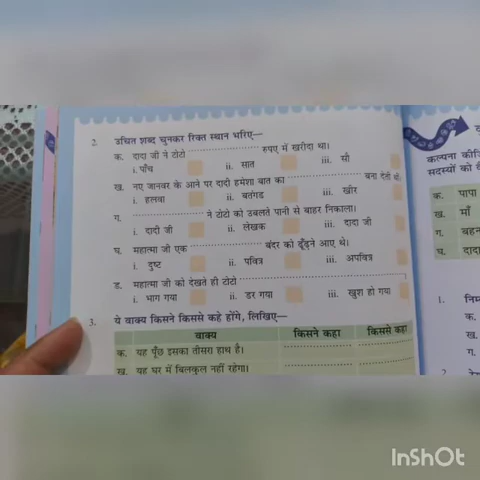 2. उचित शब्द चुनकर रिक्त स्थान भरिए—
क. दादा जी ने टोटो ............ रुपए में खरीदा था।
i. पाँच ii. सात iii. सौ
ख. नए जानवर के आने पर दादी हमेशा बात का ............ बना देती थी
i. हलवा ii. बतंगड iii. खीर
ग. ............ ने टोटो को उबलते पानी से बाहर निकाला।
i. दादी जी ii. लेखक iii. दादा जी
घ. महात्मा जी एक ............ बंदर को ढूँढ़ने आए थे।
i. दुष्ट ii. पवित्र iii. अपवित्र
ङ. महात्मा जी को देखते ही टोटो ............
i. भाग गया ii. डर गया iii. खुश हो गया
3. ये वाक्य किसने किससे कहे होंगे, लिखिए—
वाक्य किसने कहा किससे कहा
क. यह पूँछ इसका तीसरा हाथ है। ............ ............
ख. यह घर में बिलकुल नहीं रहेगा। ............
कल्पना कीजि
सदस्यों को
क. पापा
ख. माँ
ग. बहन
घ. दादा
1. निम्
क.
ख.
ग.
2
InShOt